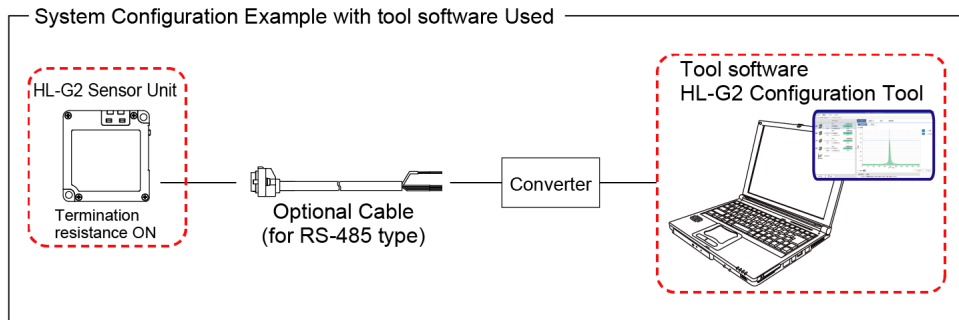 System Configuration Example with tool software Used
HL-G2 Sensor Unit
Termination
resistance ON
Optional Cable
(for RS-485 type)
Converter
Tool software
HL-G2 Configuration Tool